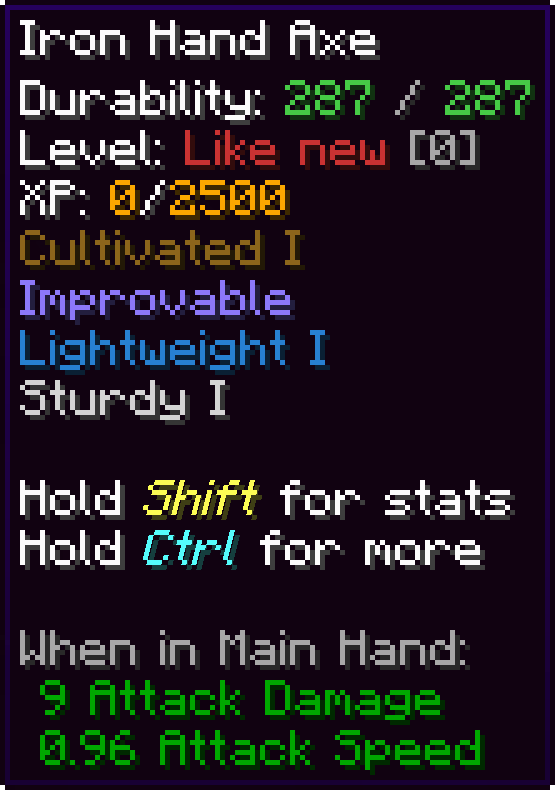 Iron Hand Axe
Durability: 287 / 287
Level: Like new [0]
XP: 0/2500
Cultivated I
Improvable
Lightweight I
Sturdy I
Hold Shift for stats
Hold Ctrl for more
When in Main Hand:
9 Attack Damage
0.96 Attack Speed